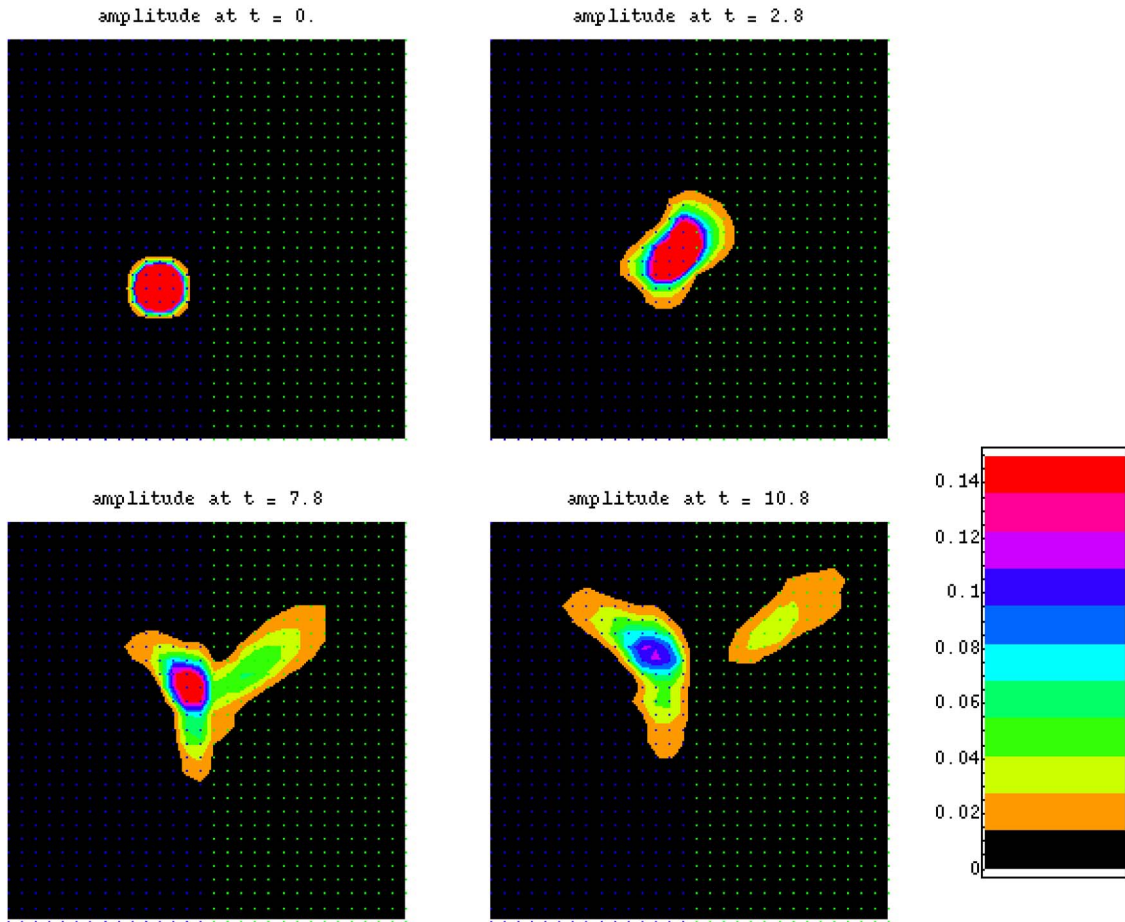 amplitude at t = 0.
amplitude at t = 2.8
amplitude at t = 7.8
amplitude at t = 10.8
0.14
0.12
0.1
0.08
0.06
0.04
0.02
0